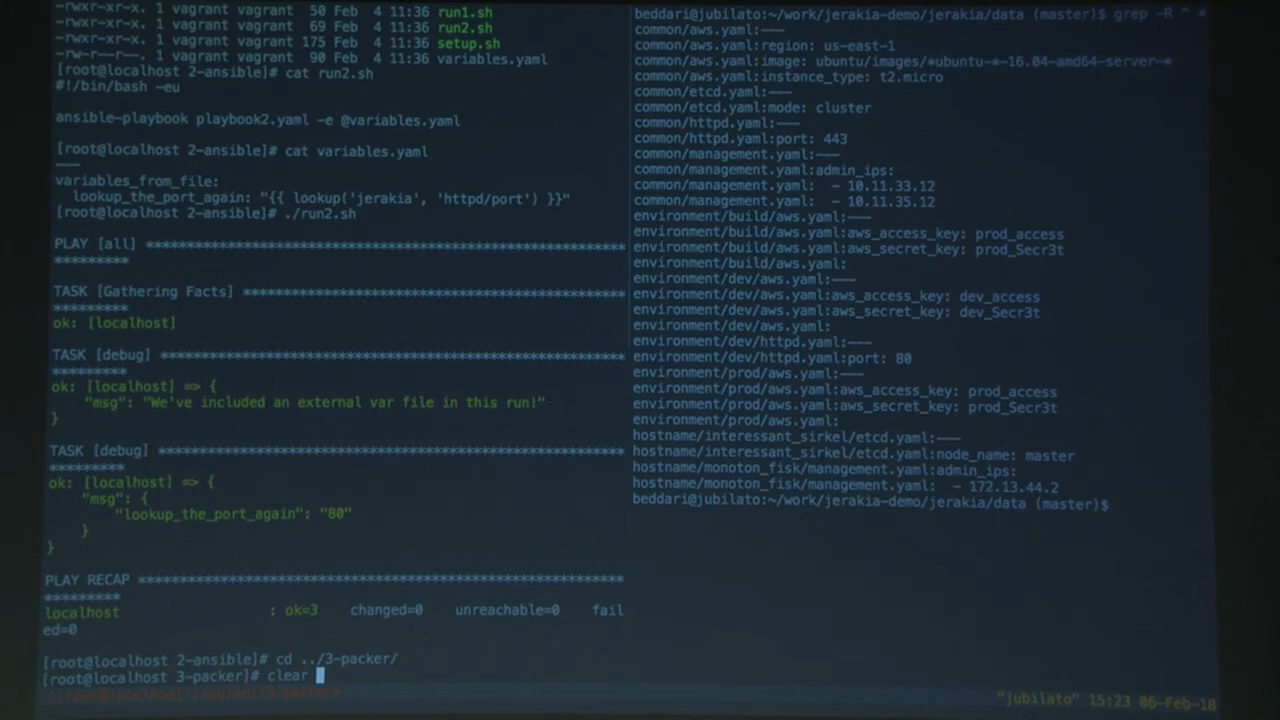 -rwxr-xr-x. 1 vagrant vagrant  50 Feb  4 11:36 run1.sh
-rwxr-xr-x. 1 vagrant vagrant  69 Feb  4 11:36 run2.sh
-rwxr-xr-x. 1 vagrant vagrant 175 Feb  4 11:36 setup.sh
-rw-r--r--. 1 vagrant vagrant  90 Feb  4 11:36 variables.yaml
[root@localhost 2-ansible]# cat run2.sh
#!/bin/bash -eu
ansible-playbook playbook2.yaml -e @variables.yaml
[root@localhost 2-ansible]# cat variables.yaml
---
variables_from_file:
  lookup_the_port_again: "{{ lookup('jerakia', 'httpd/port') }}"
[root@localhost 2-ansible]# ./run2.sh
PLAY [all] **********************************************************
*********
TASK [Gathering Facts] **********************************************
*********
ok: [localhost]
TASK [debug] ********************************************************
*********
ok: [localhost] => {
    "msg": "We've included an external var file in this run!"
}
TASK [debug] ********************************************************
*********
ok: [localhost] => {
    "msg": {
        "lookup_the_port_again": "80"
    }
}
PLAY RECAP **********************************************************
*********
localhost                  : ok=3    changed=0    unreachable=0    fail
ed=0
[root@localhost 2-ansible]# cd ../3-packer/
[root@localhost 3-packer]# clear
beddari@jubilato:~/work/jerakia-demo/jerakia/data (master)$ grep -R ^ *
common/aws.yaml:---
common/aws.yaml:region: us-east-1
common/aws.yaml:image: ubuntu/images/*ubuntu-*-16.04-amd64-server-*
common/aws.yaml:instance_type: t2.micro
common/etcd.yaml:---
common/etcd.yaml:mode: cluster
common/httpd.yaml:---
common/httpd.yaml:port: 443
common/management.yaml:---
common/management.yaml:admin_ips:
common/management.yaml:  - 10.11.33.12
common/management.yaml:  - 10.11.35.12
environment/build/aws.yaml:---
environment/build/aws.yaml:aws_access_key: prod_access
environment/build/aws.yaml:aws_secret_key: prod_Secr3t
environment/build/aws.yaml:
environment/dev/aws.yaml:---
environment/dev/aws.yaml:aws_access_key: dev_access
environment/dev/aws.yaml:aws_secret_key: dev_Secr3t
environment/dev/aws.yaml:
environment/dev/httpd.yaml:---
environment/dev/httpd.yaml:port: 80
environment/prod/aws.yaml:---
environment/prod/aws.yaml:aws_access_key: prod_access
environment/prod/aws.yaml:aws_secret_key: prod_Secr3t
environment/prod/aws.yaml:
hostname/interessant_sirkel/etcd.yaml:---
hostname/interessant_sirkel/etcd.yaml:node_name: master
hostname/monoton_fisk/management.yaml:admin_ips:
hostname/monoton_fisk/management.yaml:  - 172.13.44.2
beddari@jubilato:~/work/jerakia-demo/jerakia/data (master)$
"jubilato" 15:23 06-Feb-18